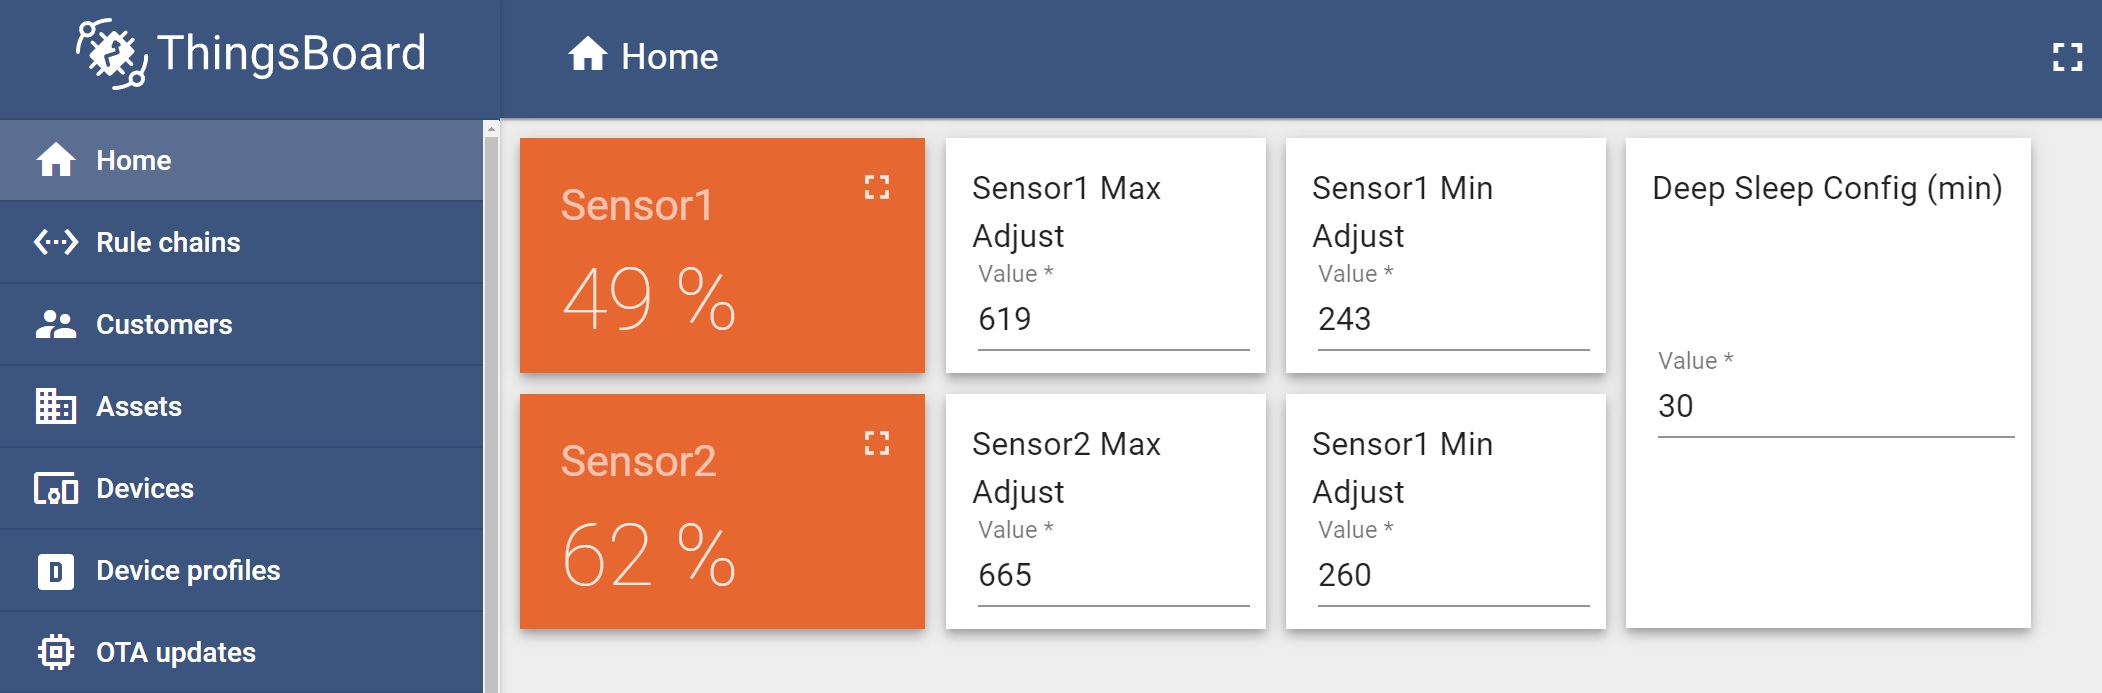 ThingsBoard
Home
Home
Rule chains
Customers
Assets
Devices
D
Device profiles
OTA updates
Sensor1
49 %
Sensor1 Max
Adjust
Value *
619
Sensor1 Min
Adjust
Value *
243
Deep Sleep Config (min)
Value *
30
Sensor2
62 %
Sensor2 Max
Adjust
Value *
665
Sensor1 Min
Adjust
Value *
260